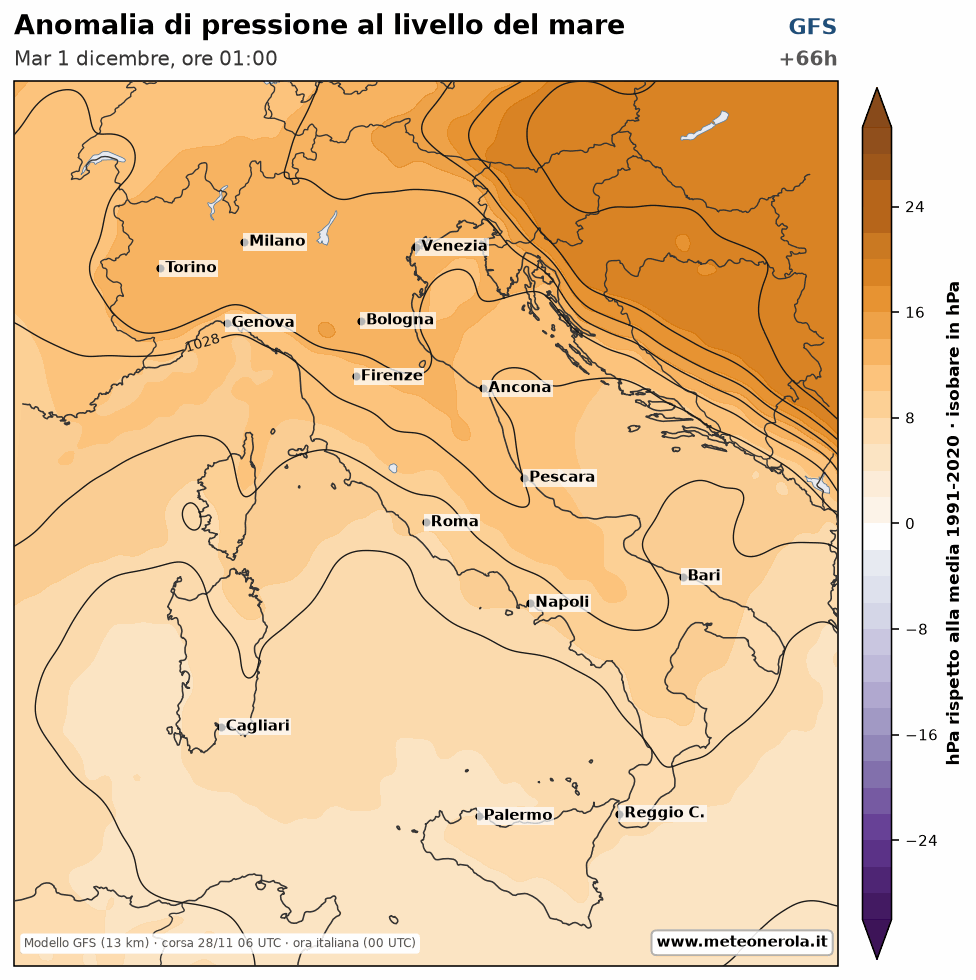 Anomalia di pressione al livello del mare
GFS
Mar 1 dicembre, ore 01:00
+66h
Milano
Venezia
Torino
Genova
Bologna
1028
Firenze
Ancona
Pescara
Roma
Bari
Napoli
Cagliari
Palermo
Reggio C.
24
16
8
0
−8
−16
−24
hPa rispetto alla media 1991-2020 · isobare in hPa
Modello GFS (13 km) · corsa 28/11 06 UTC · ora italiana (00 UTC)
www.meteonerola.it